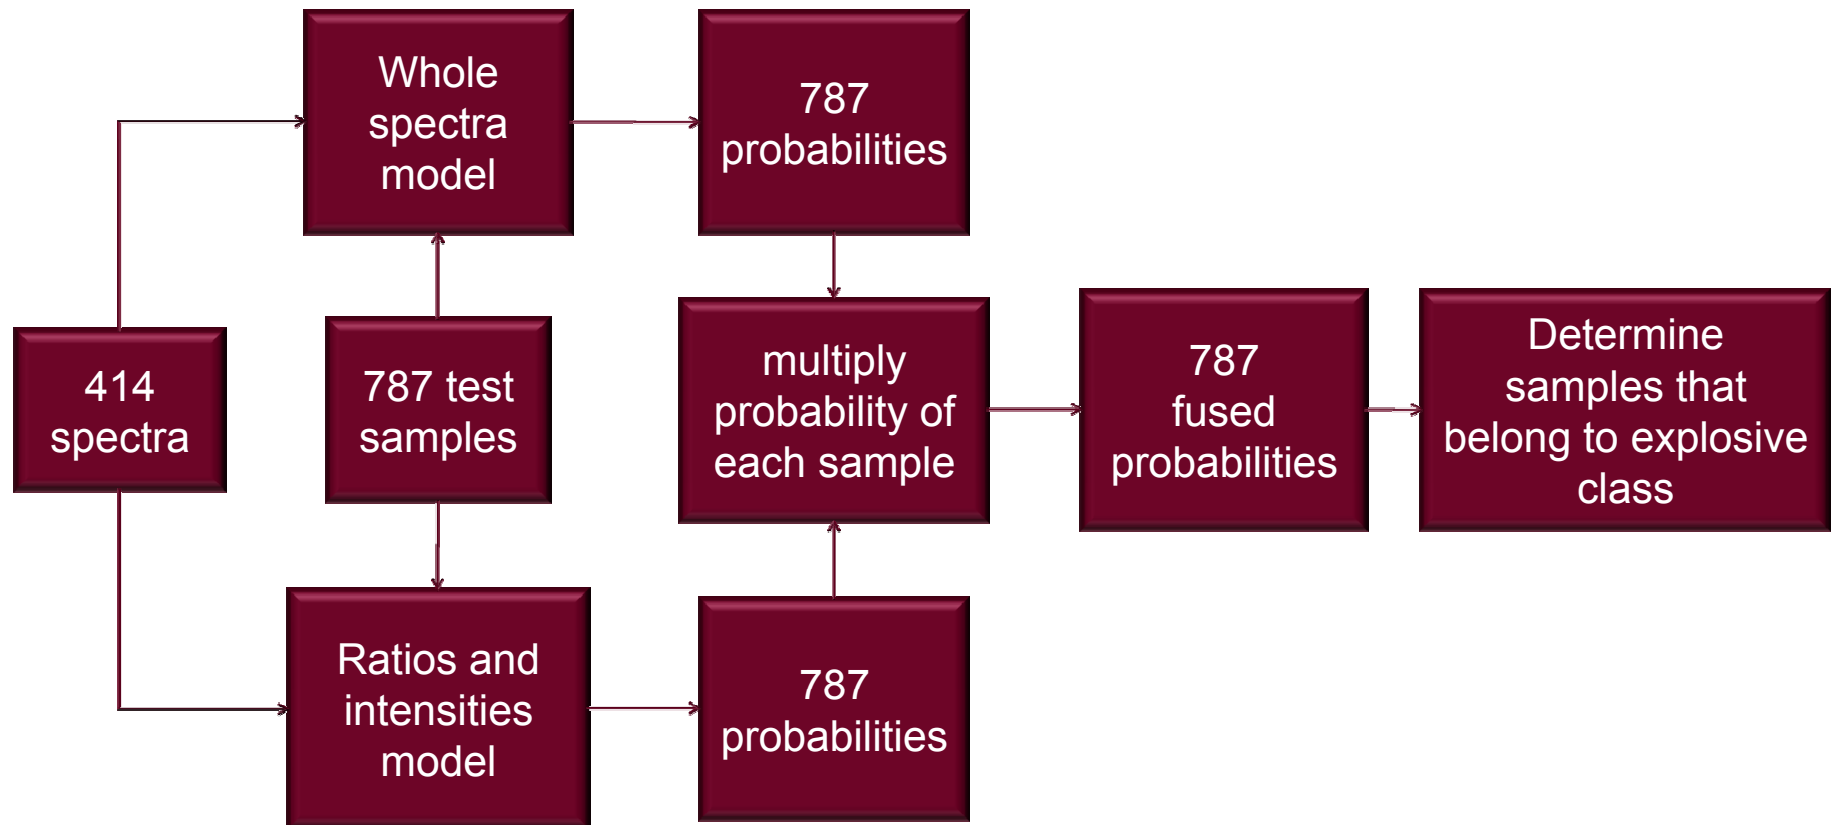 Whole
spectra
model
787
probabilities
414
spectra
787 test
samples
multiply
probability of
each sample
787
fused
probabilities
Determine
samples that
belong to explosive
class
Ratios and
intensities
model
787
probabilities